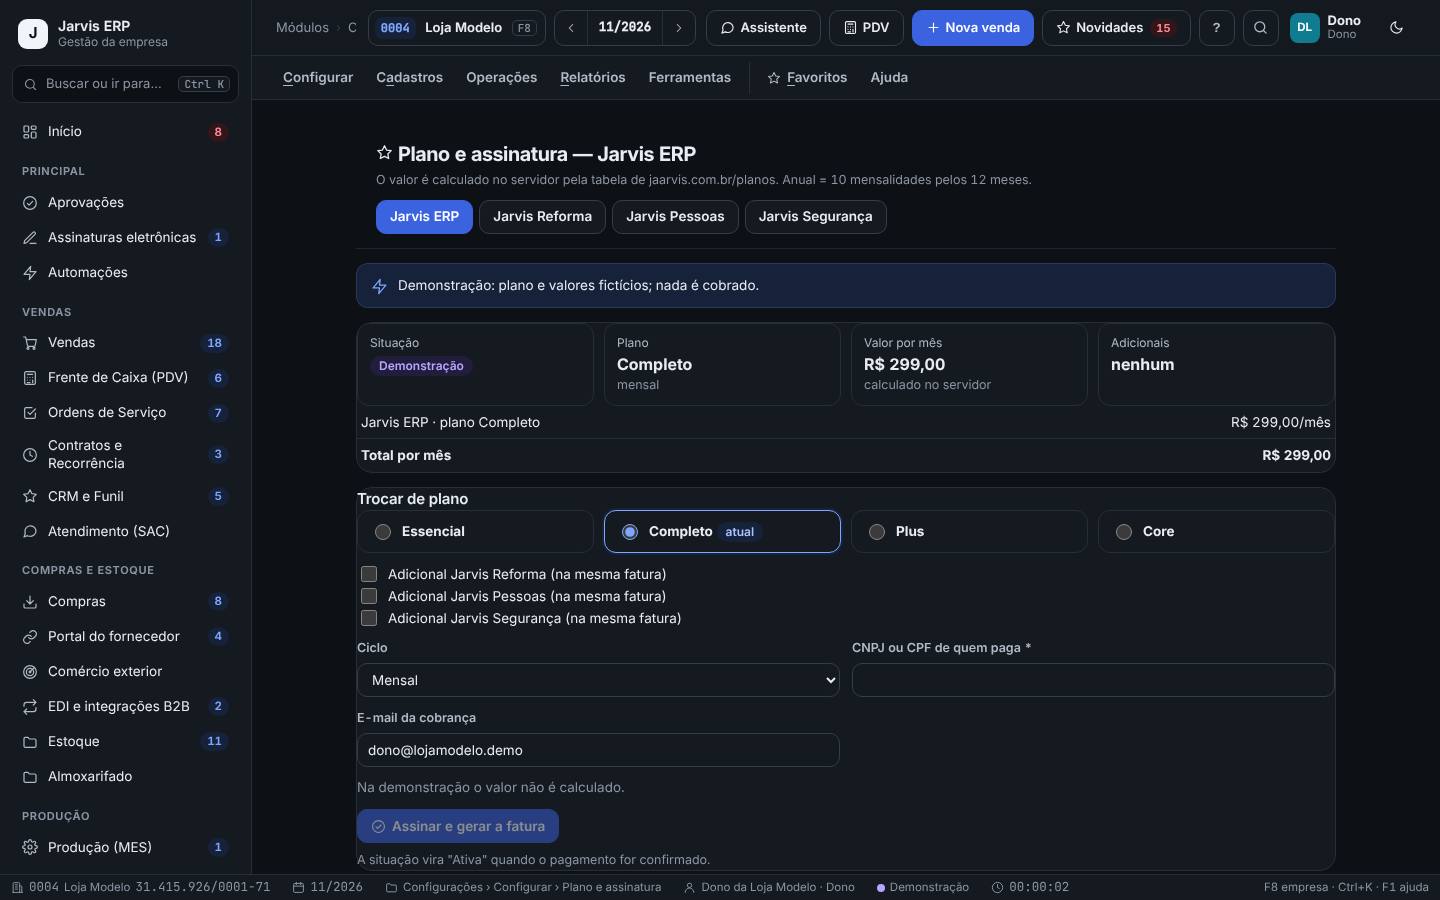 J
Jarvis ERP
Gestão da empresa
Buscar ou ir para... Ctrl K
Início 8
PRINCIPAL
Aprovações
Assinaturas eletrônicas 1
Automações
VENDAS
Vendas 18
Frente de Caixa (PDV) 6
Ordens de Serviço 7
Contratos e
Recorrência 3
CRM e Funil 5
Atendimento (SAC)
COMPRAS E ESTOQUE
Compras 8
Portal do fornecedor 4
Comércio exterior
EDI e integrações B2B 2
Estoque 11
Almoxarifado
PRODUÇÃO
Produção (MES) 1
Módulos › C 0004 Loja Modelo F8 ‹ 11/2026 › Assistente PDV + Nova venda Novidades 15 ? DL Dono
Dono
Configurar Cadastros Operações Relatórios Ferramentas Favoritos Ajuda
Plano e assinatura — Jarvis ERP
O valor é calculado no servidor pela tabela de jaarvis.com.br/planos. Anual = 10 mensalidades pelos 12 meses.
Jarvis ERP Jarvis Reforma Jarvis Pessoas Jarvis Segurança
Demonstração: plano e valores fictícios; nada é cobrado.
Situação
Demonstração
Plano
Completo
mensal
Valor por mês
R$ 299,00
calculado no servidor
Adicionais
nenhum
Jarvis ERP · plano Completo R$ 299,00/mês
Total por mês R$ 299,00
Trocar de plano
Essencial Completo atual Plus Core
Adicional Jarvis Reforma (na mesma fatura)
Adicional Jarvis Pessoas (na mesma fatura)
Adicional Jarvis Segurança (na mesma fatura)
Ciclo CNPJ ou CPF de quem paga *
Mensal
E-mail da cobrança
dono@lojamodelo.demo
Na demonstração o valor não é calculado.
Assinar e gerar a fatura
A situação vira "Ativa" quando o pagamento for confirmado.
0004 Loja Modelo 31.415.926/0001-71 11/2026 Configurações › Configurar › Plano e assinatura Dono da Loja Modelo · Dono Demonstração 00:00:02 F8 empresa · Ctrl+K · F1 ajuda